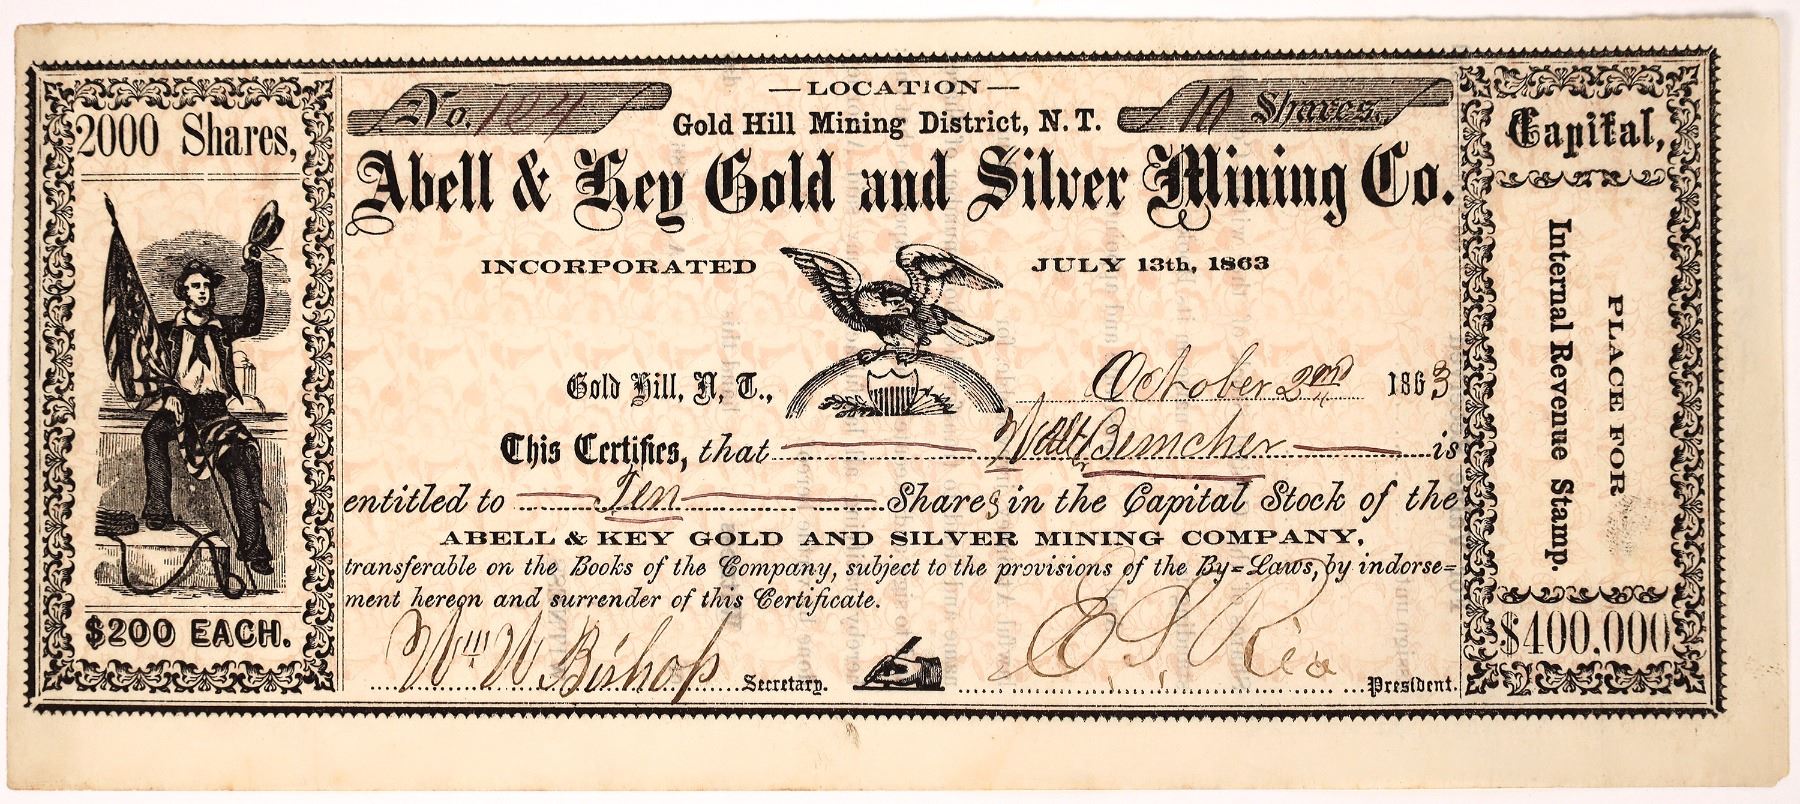 No. 184
— LOCATION —
Gold Hill Mining District, N. T.
10 Shares.
2000 Shares,
$200 EACH.
Abell & Key Gold and Silver Mining Co.
INCORPORATED JULY 13th, 1863
Gold Hill, N. T., October 2nd 1863
This Certifies, that is
entitled to Ten Shares in the Capital Stock of the
ABELL & KEY GOLD AND SILVER MINING COMPANY,
transferable on the Books of the Company, subject to the provisions of the By=Laws, by indorse=
ment hereon and surrender of this Certificate.
Wm W Bishop Secretary.
E. S. President.
Capital,
PLACE FOR
Internal Revenue Stamp.
$400,000